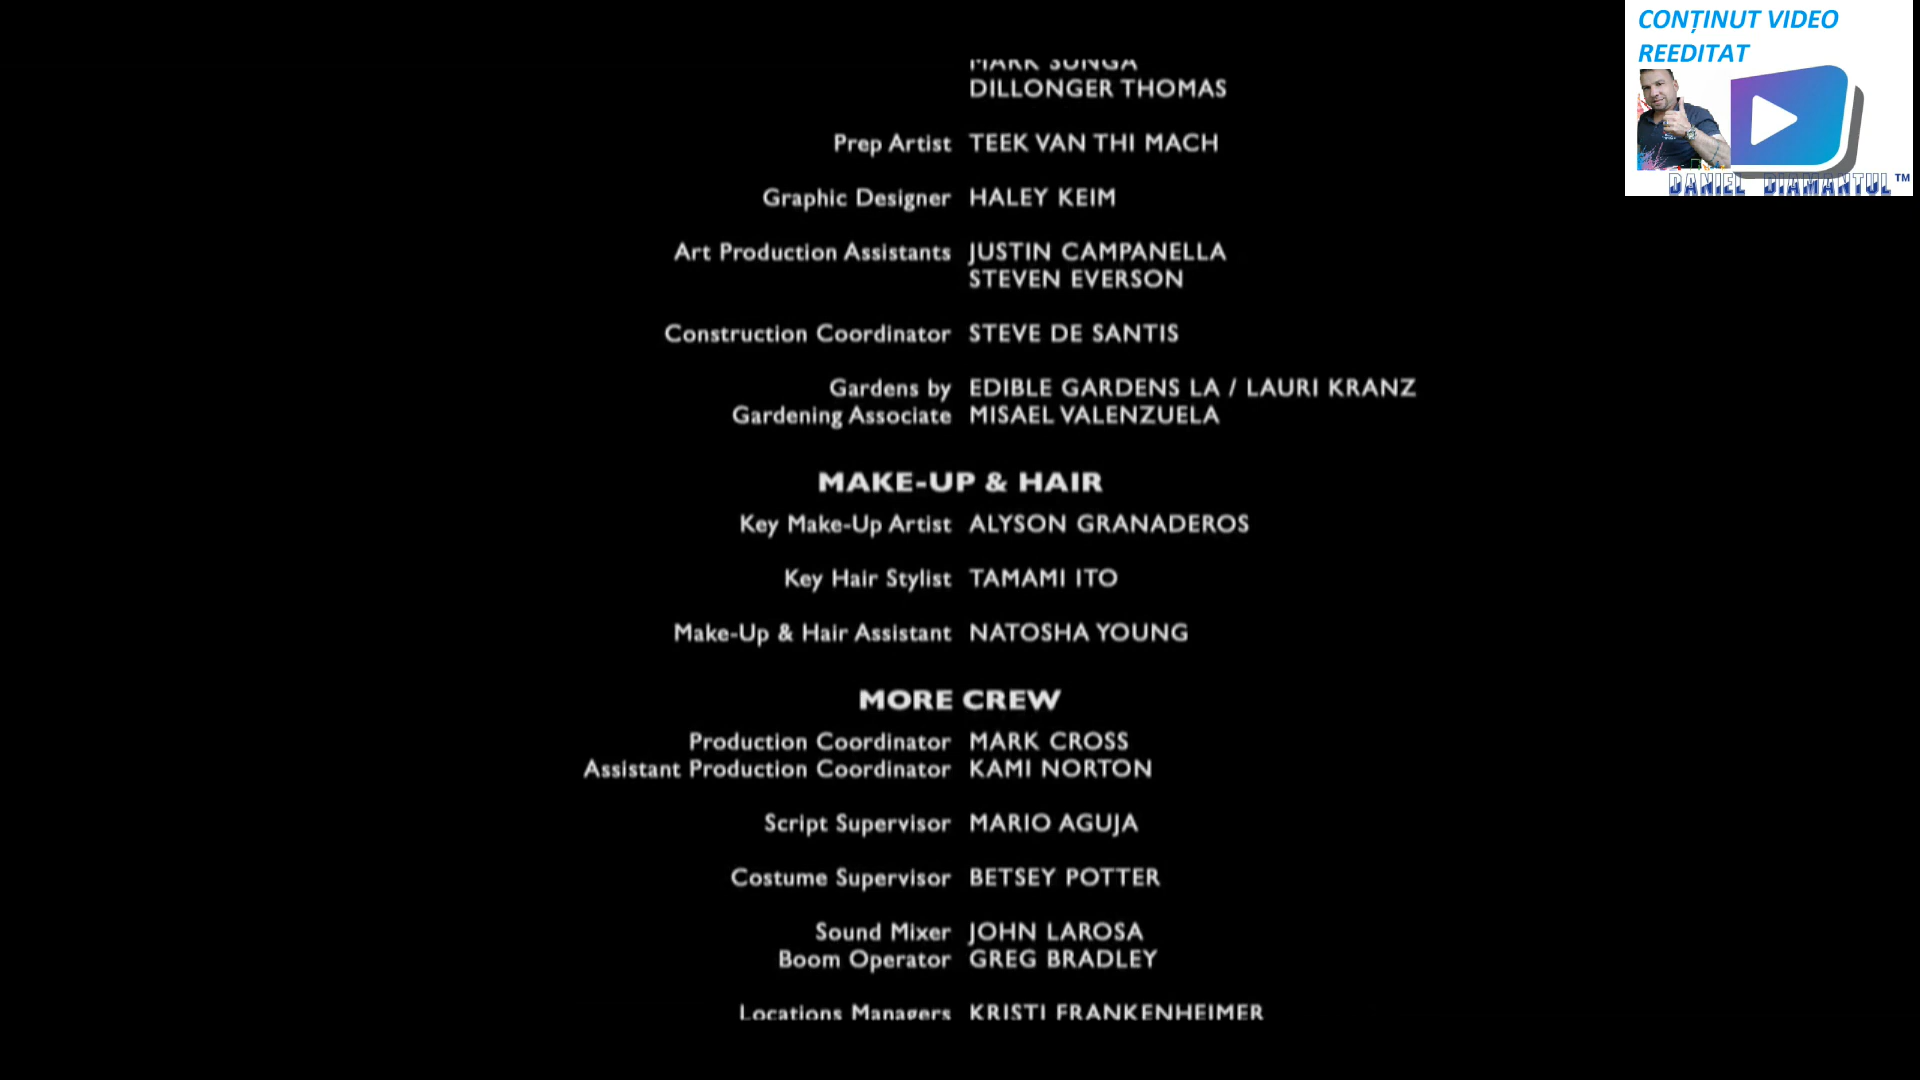 MARK SUNGA
DILLONGER THOMAS
Prep Artist TEEK VAN THI MACH
Graphic Designer HALEY KEIM
Art Production Assistants JUSTIN CAMPANELLA
STEVEN EVERSON
Construction Coordinator STEVE DE SANTIS
Gardens by EDIBLE GARDENS LA / LAURI KRANZ
Gardening Associate MISAEL VALENZUELA
MAKE-UP & HAIR
Key Make-Up Artist ALYSON GRANADEROS
Key Hair Stylist TAMAMI ITO
Make-Up & Hair Assistant NATOSHA YOUNG
MORE CREW
Production Coordinator MARK CROSS
Assistant Production Coordinator KAMI NORTON
Script Supervisor MARIO AGUJA
Costume Supervisor BETSEY POTTER
Sound Mixer JOHN LAROSA
Boom Operator GREG BRADLEY
Locations Managers KRISTI FRANKENHEIMER
CONȚINUT VIDEO
REEDITAT
DANIEL DIAMANTUL™